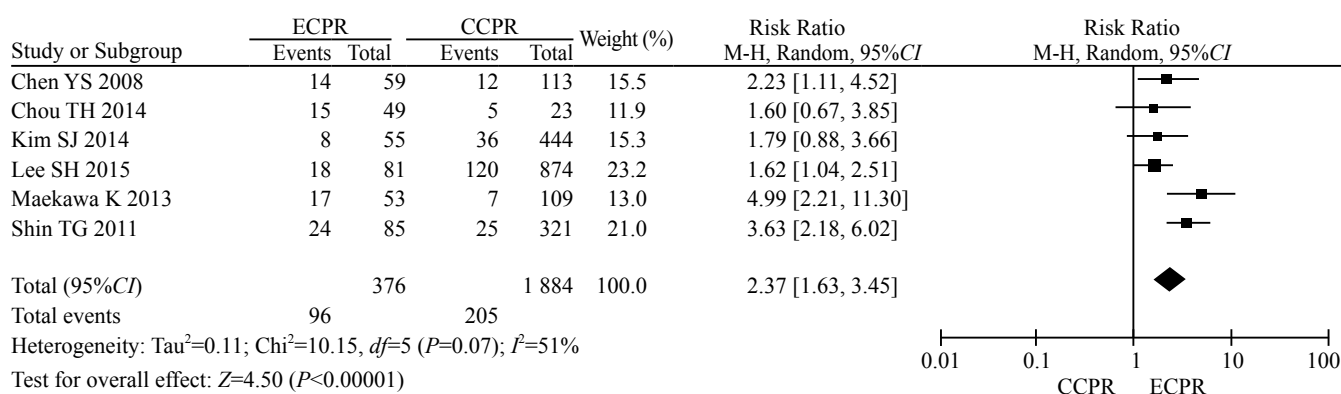 ECPR CCPR Risk Ratio Risk Ratio
Study or Subgroup Events Total Events Total Weight (%) M-H, Random, 95%CI M-H, Random, 95%CI
Chen YS 2008 14 59 12 113 15.5 2.23 [1.11, 4.52]
Chou TH 2014 15 49 5 23 11.9 1.60 [0.67, 3.85]
Kim SJ 2014 8 55 36 444 15.3 1.79 [0.88, 3.66]
Lee SH 2015 18 81 120 874 23.2 1.62 [1.04, 2.51]
Maekawa K 2013 17 53 7 109 13.0 4.99 [2.21, 11.30]
Shin TG 2011 24 85 25 321 21.0 3.63 [2.18, 6.02]
Total (95%CI) 376 1 884 100.0 2.37 [1.63, 3.45]
Total events 96 205
Heterogeneity: Tau²=0.11; Chi²=10.15, df=5 (P=0.07); I²=51%
Test for overall effect: Z=4.50 (P<0.00001)
0.01 0.1 1 10 100
CCPR ECPR